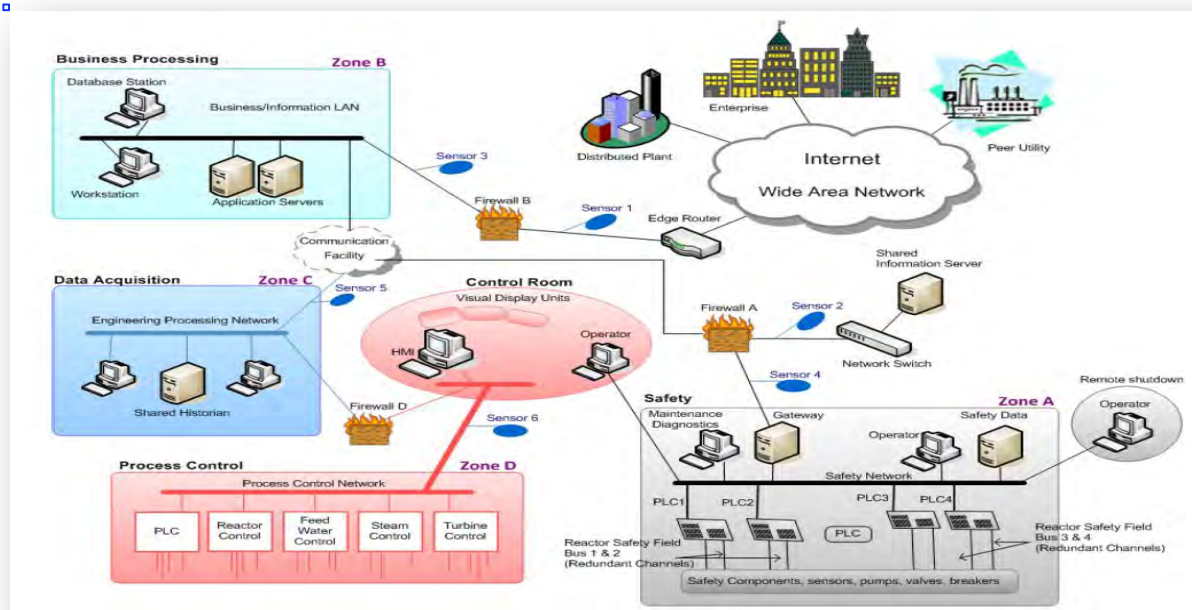 Business Processing
Zone B
Database Station
Business/Information LAN
Workstation
Application Servers
Sensor 3
Firewall B
Sensor 1
Edge Router
Distributed Plant
Enterprise
Peer Utility
Internet
Wide Area Network
Communication
Facility
Data Acquisition
Zone C
Sensor 5
Engineering Processing Network
Shared Historian
Control Room
Visual Display Units
HMI
Operator
Firewall D
Sensor 6
Shared
Information Server
Firewall A
Sensor 2
Network Switch
Sensor 4
Process Control
Zone D
Process Control Network
PLC
Reactor
Control
Feed
Water
Control
Steam
Control
Turbine
Control
Safety
Zone A
Maintenance
Diagnostics
Gateway
Operator
Safety Data
Remote shutdown
Operator
Safety Network
PLC1
PLC2
PLC3
PLC4
PLC
Reactor Safety Field
Bus 1 & 2
(Redundant Channels)
Reactor Safety Field
Bus 3 & 4
(Redundant Channels)
Safety Components, sensors, pumps, valves, breakers